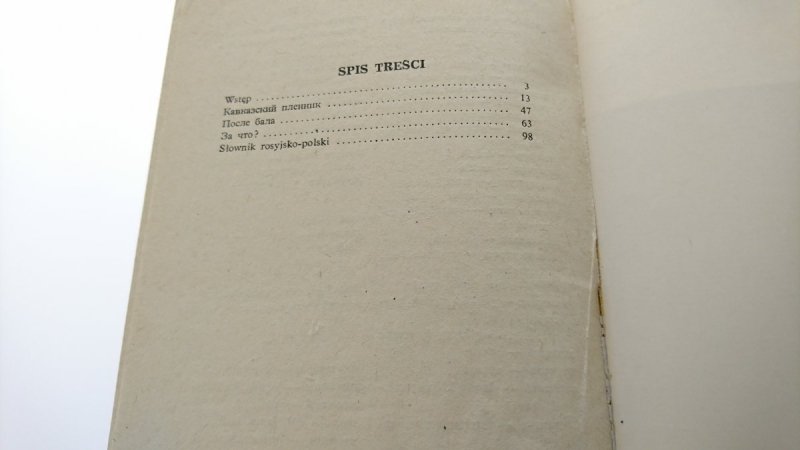 SPIS TREŚCI
Wstęp 3
Кавказский пленник 13
После бала 47
За что? 63
Słownik rosyjsko-polski 98